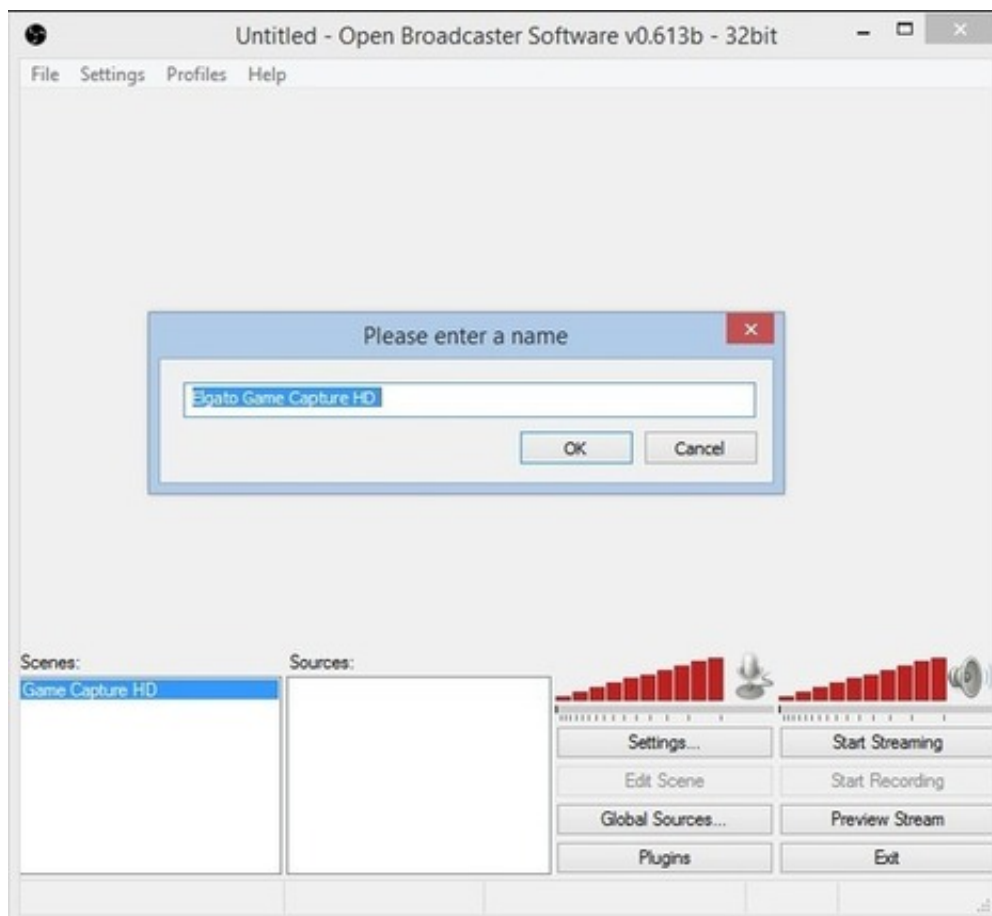 Untitled - Open Broadcaster Software v0.613b - 32bit
File Settings Profiles Help
Please enter a name
Elgato Game Capture HD
OK Cancel
Scenes: Sources:
Game Capture HD
Settings... Start Streaming
Edit Scene Start Recording
Global Sources... Preview Stream
Plugins Exit